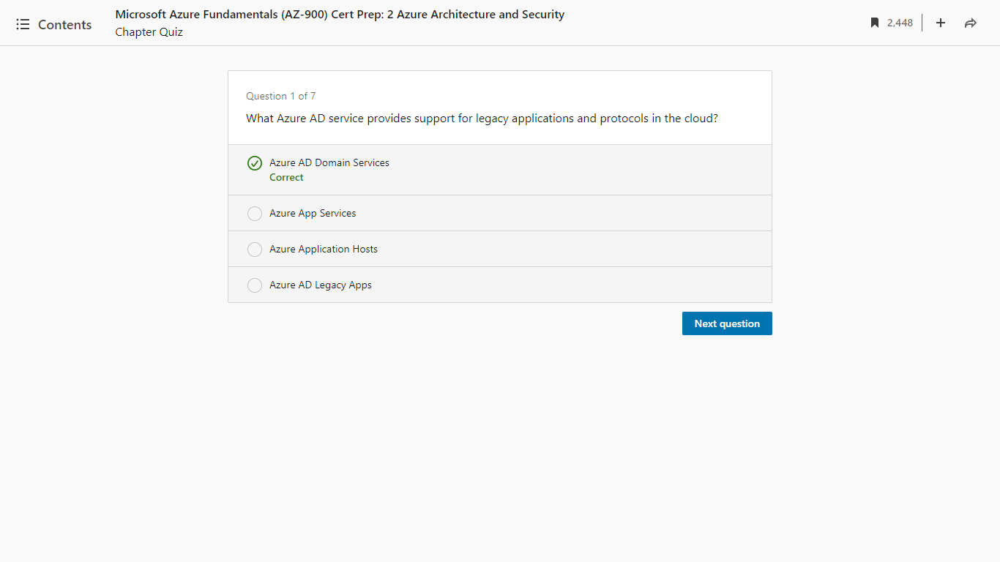 Contents
Microsoft Azure Fundamentals (AZ-900) Cert Prep: 2 Azure Architecture and Security
Chapter Quiz
2,448
Question 1 of 7
What Azure AD service provides support for legacy applications and protocols in the cloud?
Azure AD Domain Services
Correct
Azure App Services
Azure Application Hosts
Azure AD Legacy Apps
Next question